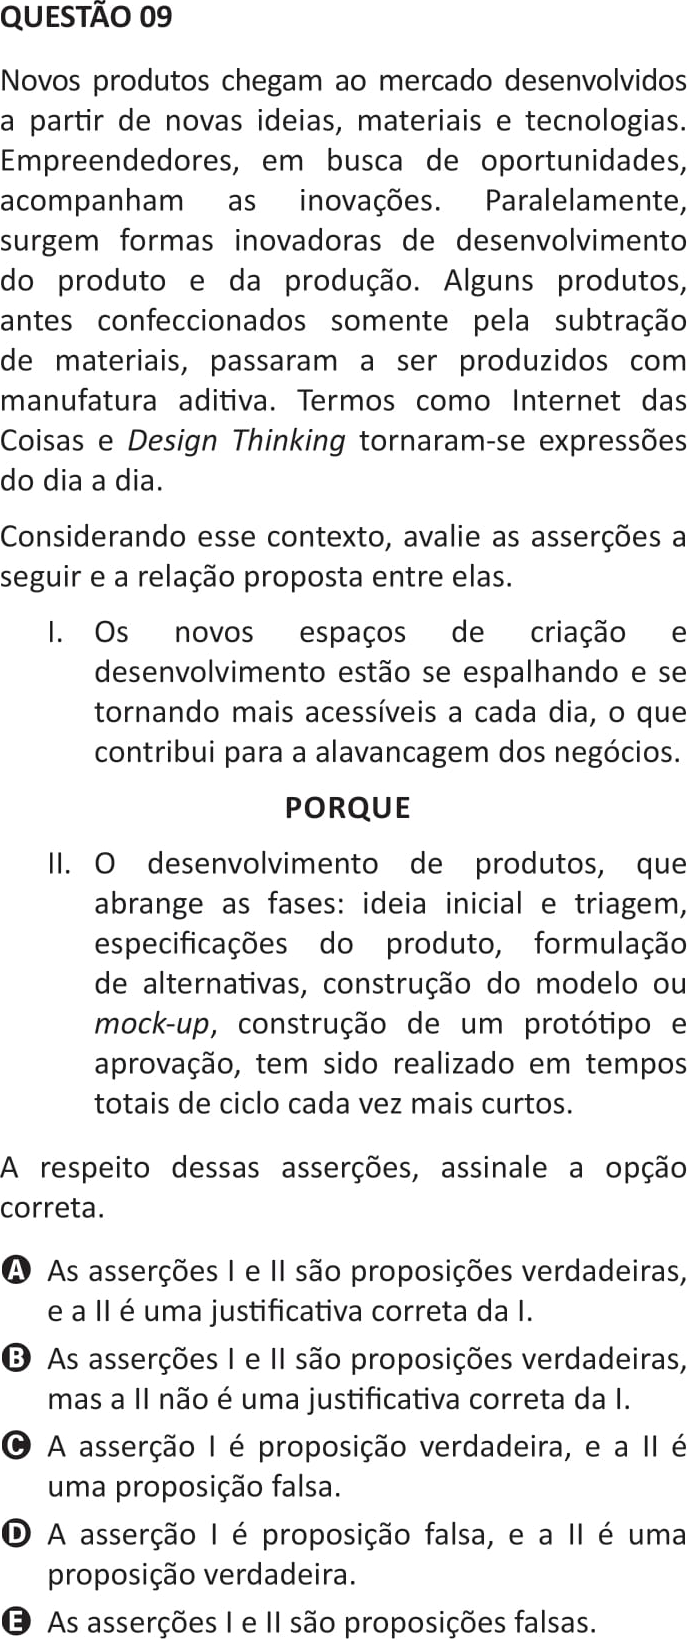 QUESTÃO 09
Novos produtos chegam ao mercado desenvolvidos
a partir de novas ideias, materiais e tecnologias.
Empreendedores, em busca de oportunidades,
acompanham as inovações. Paralelamente,
surgem formas inovadoras de desenvolvimento
do produto e da produção. Alguns produtos,
antes confeccionados somente pela subtração
de materiais, passaram a ser produzidos com
manufatura aditiva. Termos como Internet das
Coisas e Design Thinking tornaram-se expressões
do dia a dia.
Considerando esse contexto, avalie as asserções a
seguir e a relação proposta entre elas.
I. Os novos espaços de criação e
desenvolvimento estão se espalhando e se
tornando mais acessíveis a cada dia, o que
contribui para a alavancagem dos negócios.
PORQUE
II. O desenvolvimento de produtos, que
abrange as fases: ideia inicial e triagem,
especificações do produto, formulação
de alternativas, construção do modelo ou
mock-up, construção de um protótipo e
aprovação, tem sido realizado em tempos
totais de ciclo cada vez mais curtos.
A respeito dessas asserções, assinale a opção
correta.
A As asserções I e II são proposições verdadeiras,
e a II é uma justificativa correta da I.
B As asserções I e II são proposições verdadeiras,
mas a II não é uma justificativa correta da I.
C A asserção I é proposição verdadeira, e a II é
uma proposição falsa.
D A asserção I é proposição falsa, e a II é uma
proposição verdadeira.
E As asserções I e II são proposições falsas.